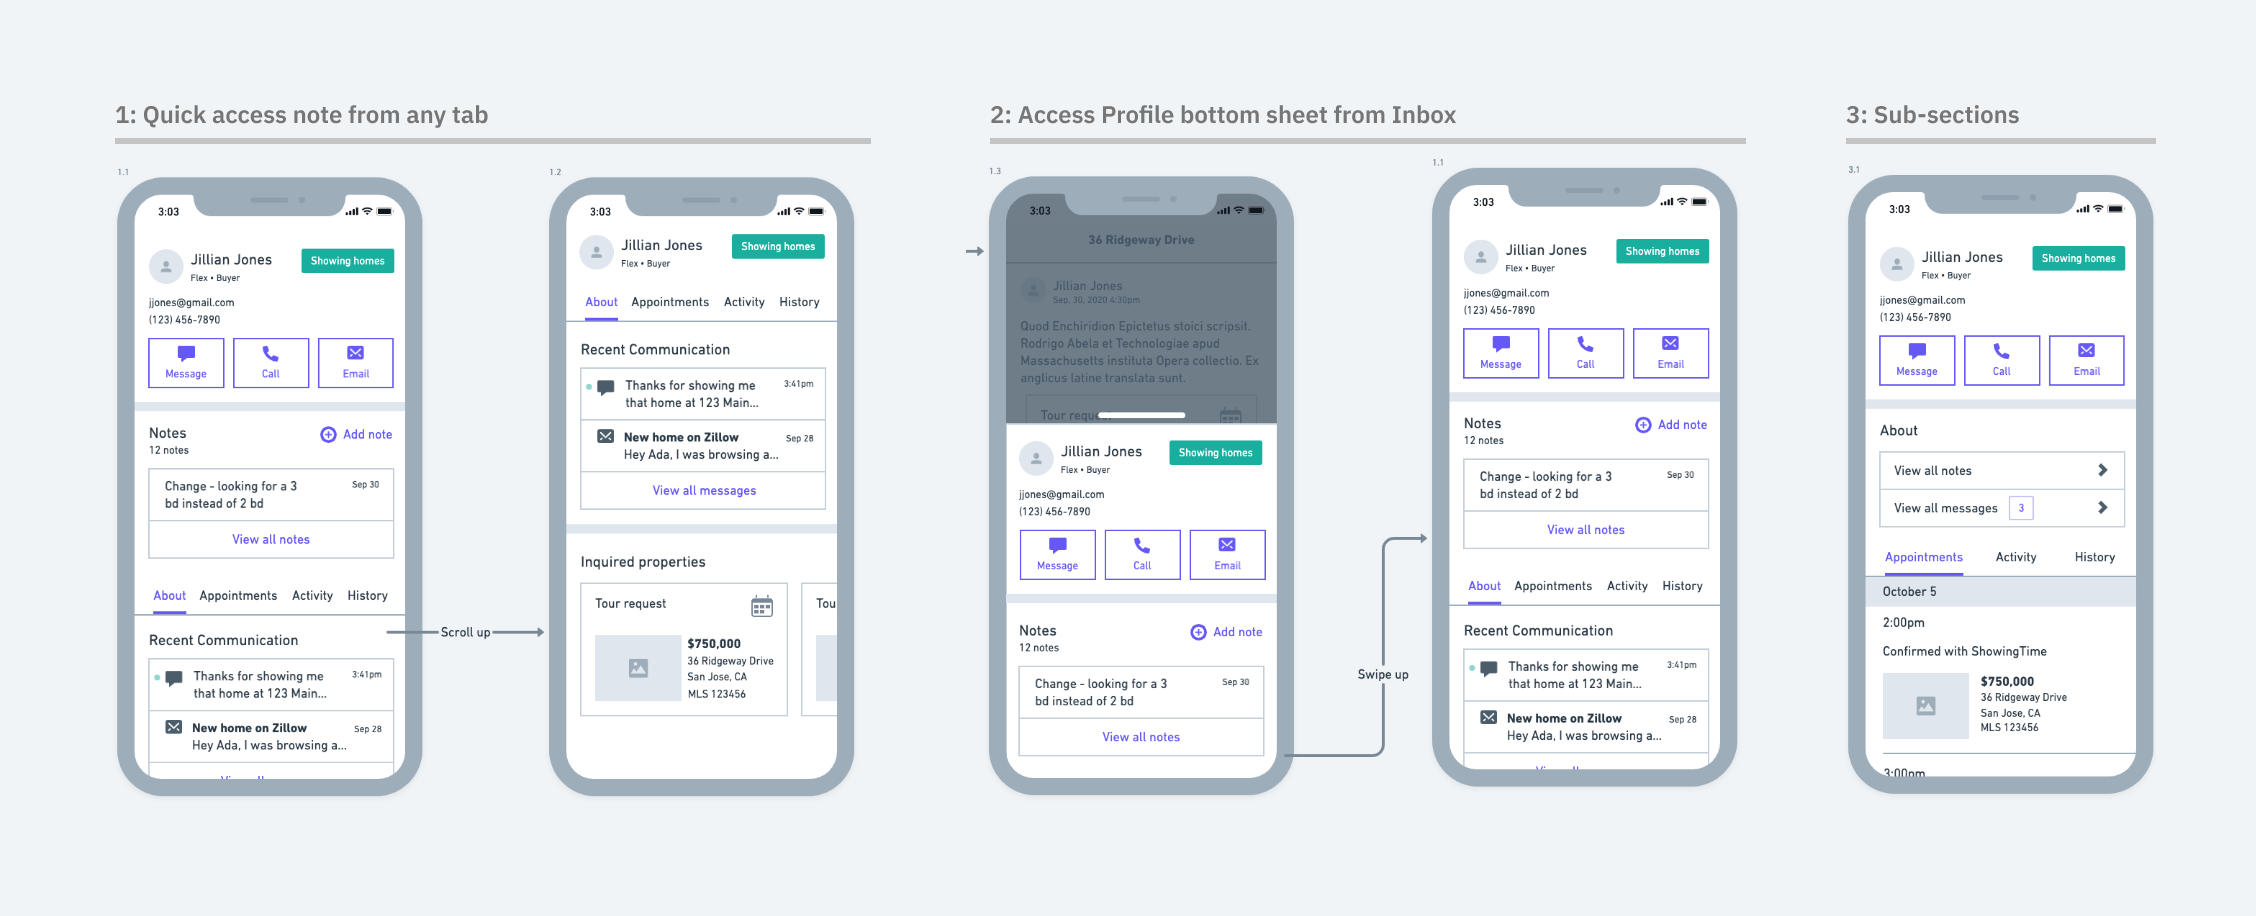 1: Quick access note from any tab
1.1
3:03
Jillian Jones
Flex • Buyer
Showing homes
jjones@gmail.com
(123) 456-7890
Message
Call
Email
Notes
12 notes
Add note
Change - looking for a 3
bd instead of 2 bd
Sep 30
View all notes
About Appointments Activity History
Recent Communication
Thanks for showing me
that home at 123 Main...
3:41pm
New home on Zillow
Hey Ada, I was browsing a...
Sep 28
View all
Scroll up
1.2
3:03
Jillian Jones
Flex • Buyer
Showing homes
About Appointments Activity History
Recent Communication
Thanks for showing me
that home at 123 Main...
3:41pm
New home on Zillow
Hey Ada, I was browsing a...
Sep 28
View all messages
Inquired properties
Tour request
$750,000
36 Ridgeway Drive
San Jose, CA
MLS 123456
Tou
2: Access Profile bottom sheet from Inbox
1.3
3:03
36 Ridgeway Drive
Jillian Jones
Sep. 30, 2020 4:30pm
Quod Enchiridion Epictetus stoici scripsit.
Rodrigo Abela et Technologiae apud
Massachusetts instituta Opera collectio. Ex
anglicus latine translata sunt.
Tour request
Jillian Jones
Flex • Buyer
Showing homes
jjones@gmail.com
(123) 456-7890
Message
Call
Email
Notes
12 notes
Add note
Change - looking for a 3
bd instead of 2 bd
Sep 30
View all notes
Swipe up
1.1
3:03
Jillian Jones
Flex • Buyer
Showing homes
jjones@gmail.com
(123) 456-7890
Message
Call
Email
Notes
12 notes
Add note
Change - looking for a 3
bd instead of 2 bd
Sep 30
View all notes
About Appointments Activity History
Recent Communication
Thanks for showing me
that home at 123 Main...
3:41pm
New home on Zillow
Hey Ada, I was browsing a...
Sep 28
3: Sub-sections
3.1
3:03
Jillian Jones
Flex • Buyer
Showing homes
jjones@gmail.com
(123) 456-7890
Message
Call
Email
About
View all notes
View all messages 3
Appointments Activity History
October 5
2:00pm
Confirmed with ShowingTime
$750,000
36 Ridgeway Drive
San Jose, CA
MLS 123456
3:00pm